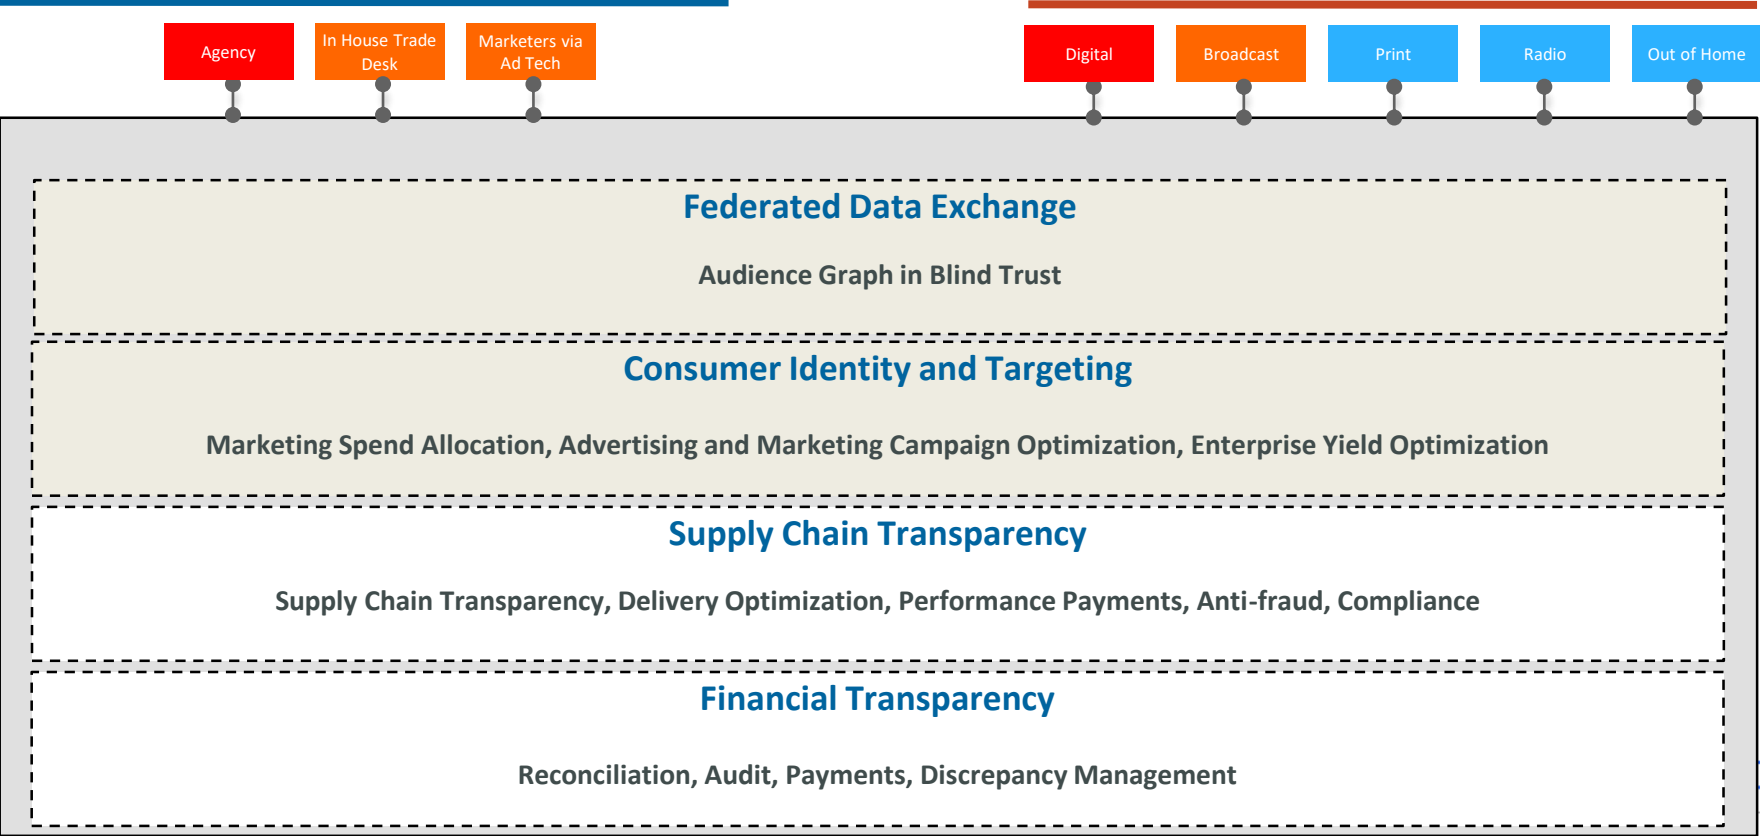 Agency
In House Trade
Desk
Marketers via
Ad Tech
Digital
Broadcast
Print
Radio
Out of Home
Federated Data Exchange
Audience Graph in Blind Trust
Consumer Identity and Targeting
Marketing Spend Allocation, Advertising and Marketing Campaign Optimization, Enterprise Yield Optimization
Supply Chain Transparency
Supply Chain Transparency, Delivery Optimization, Performance Payments, Anti-fraud, Compliance
Financial Transparency
Reconciliation, Audit, Payments, Discrepancy Management